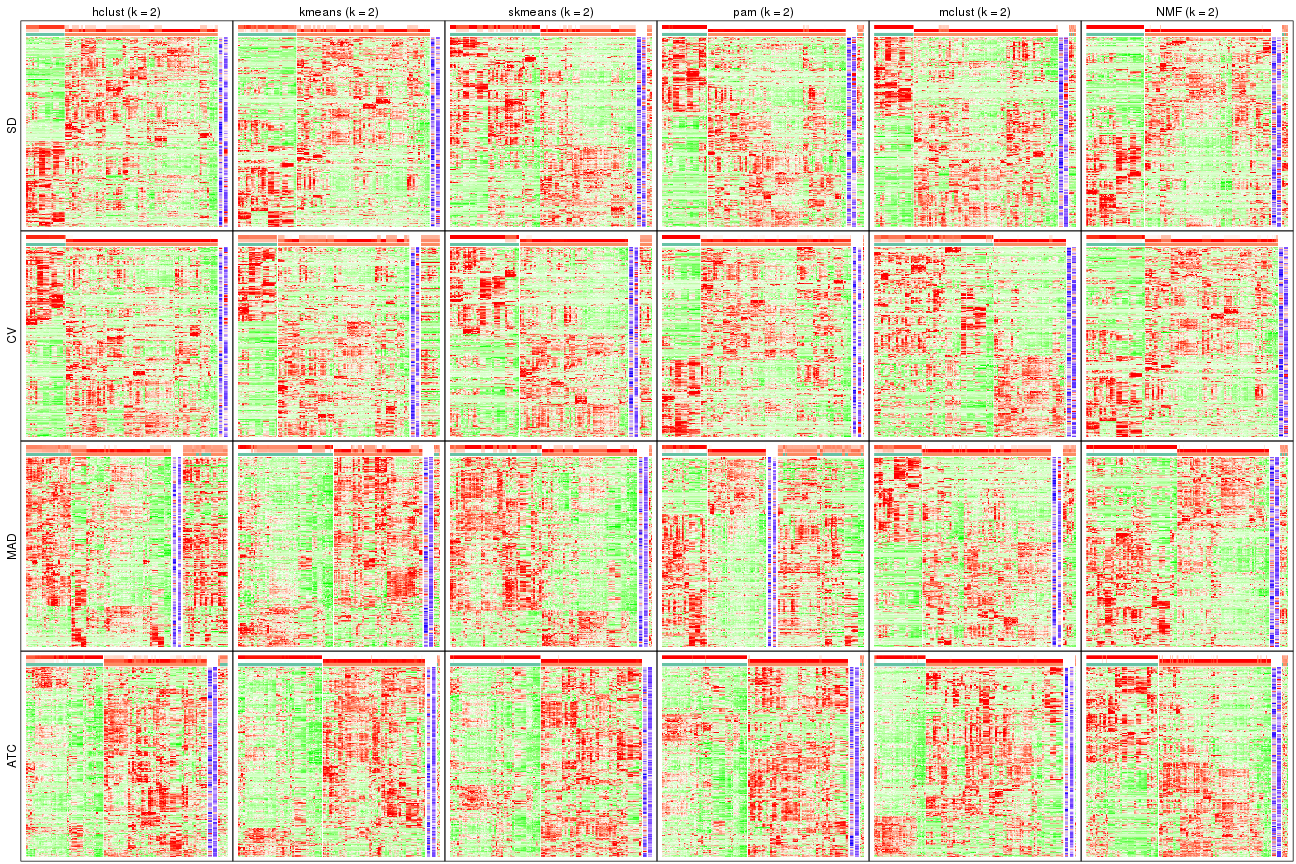 hclust (k = 2) kmeans (k = 2) skmeans (k = 2) pam (k = 2) mclust (k = 2) NMF (k = 2)
SD
CV
MAD
ATC